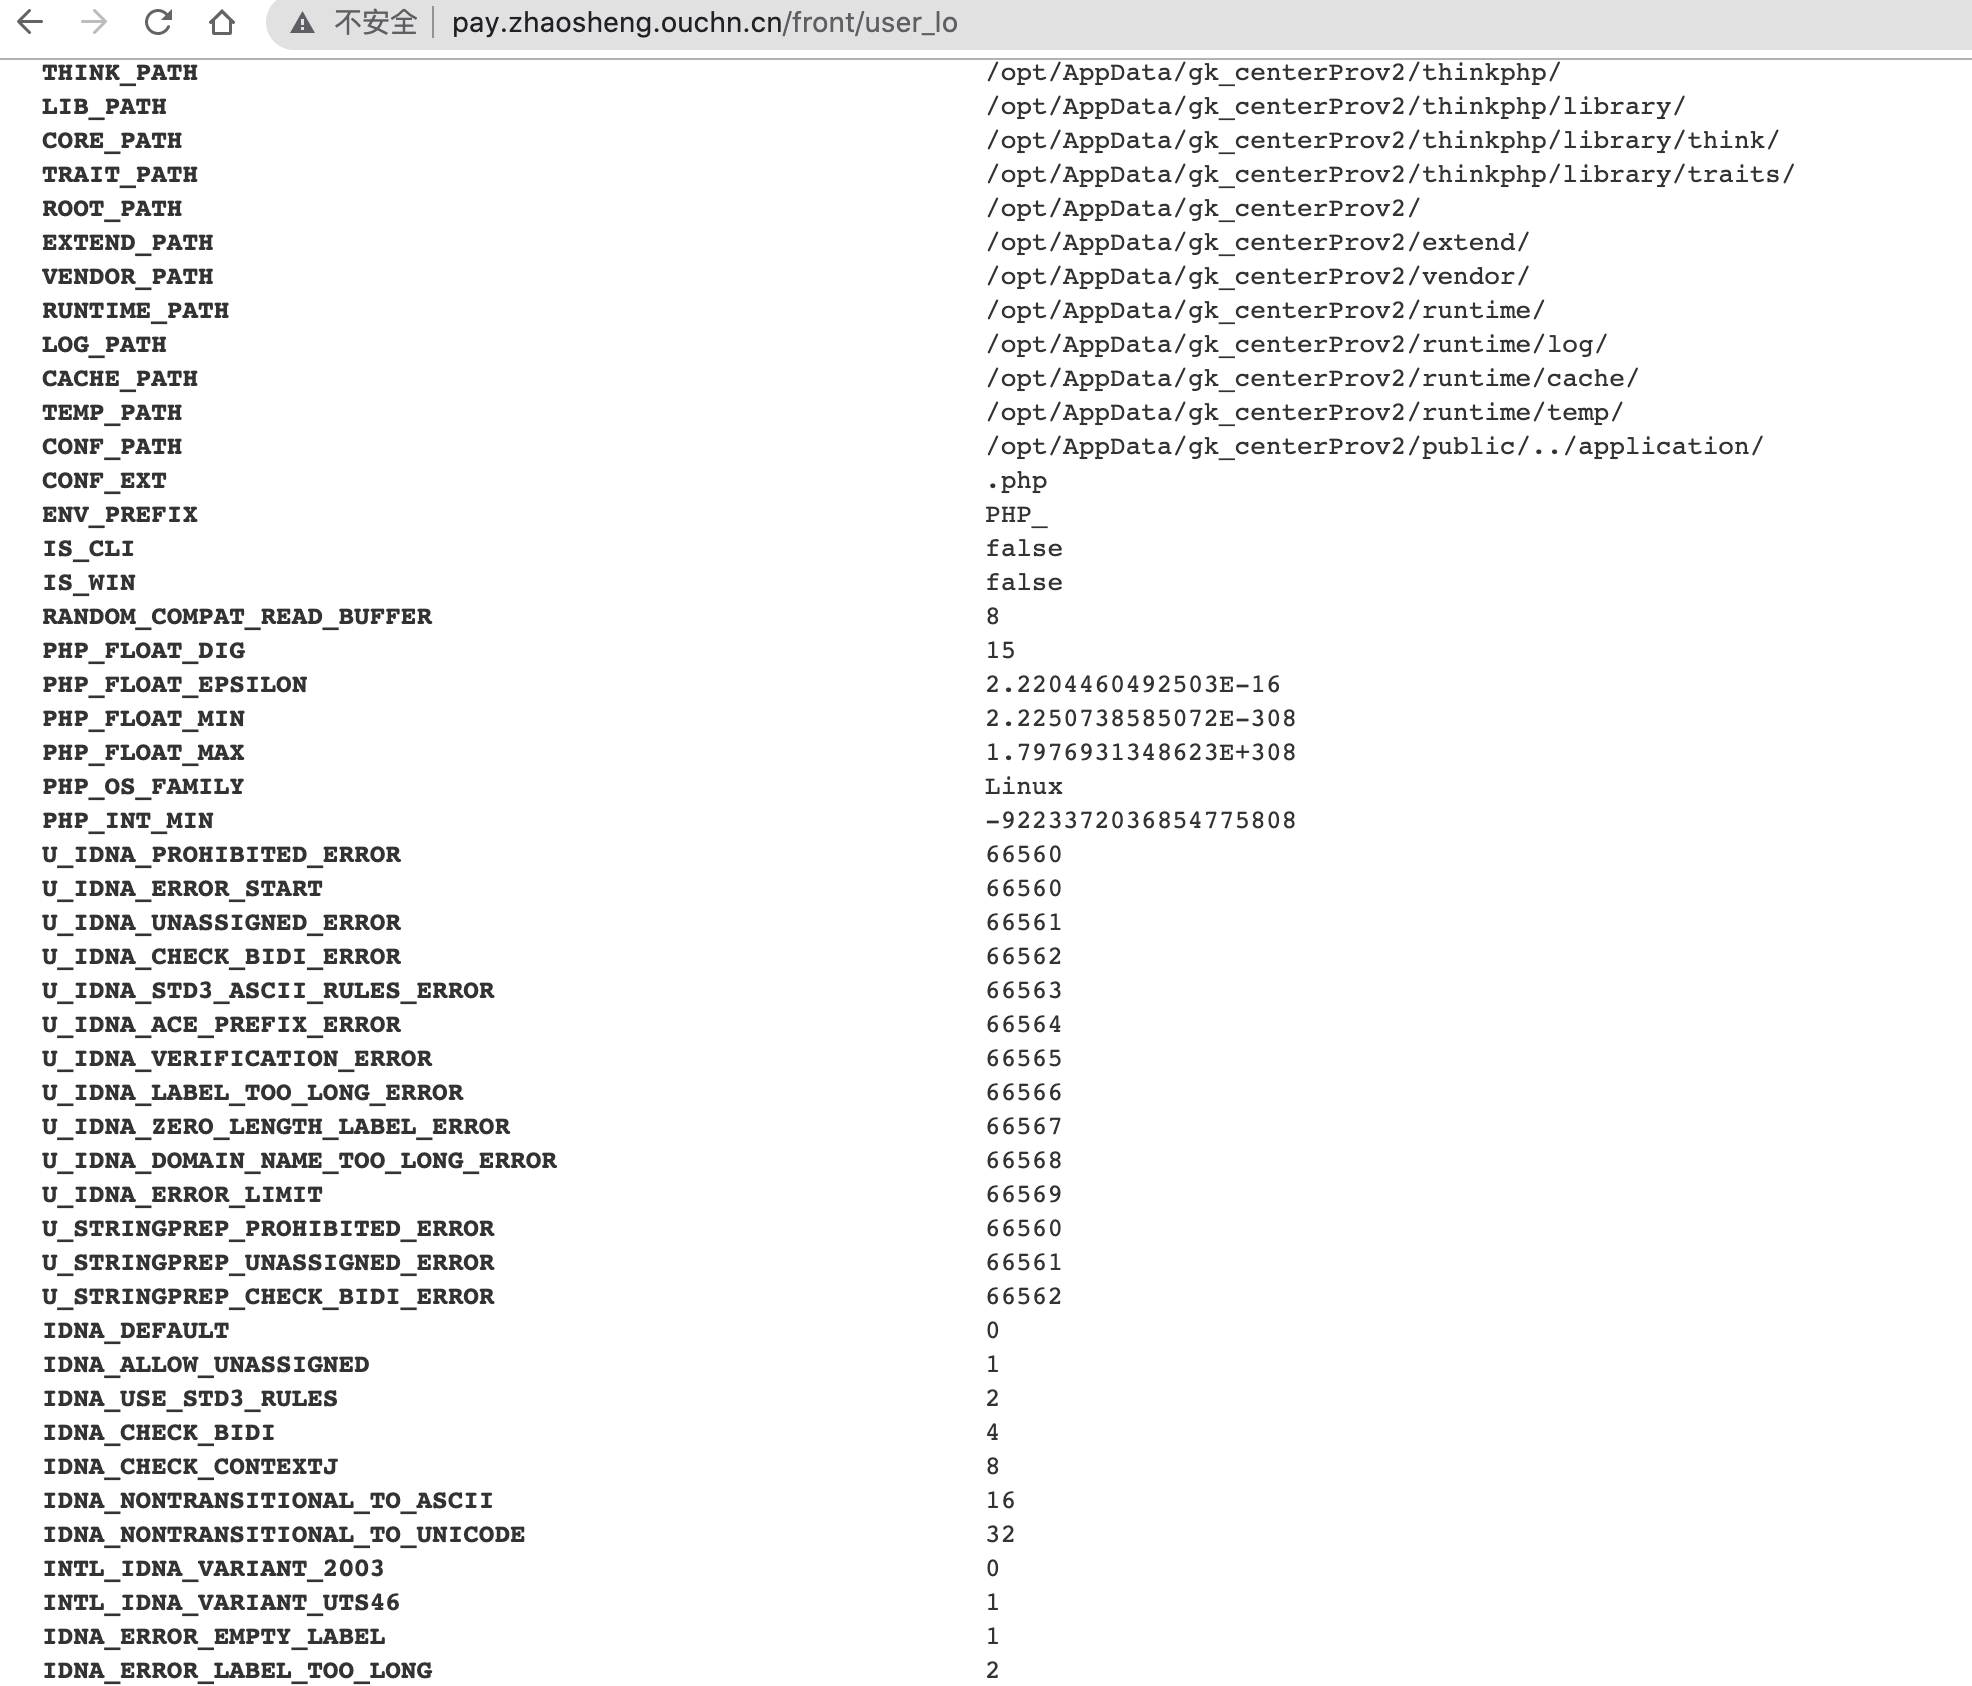 不安全 pay.zhaosheng.ouchn.cn/front/user_lo
THINK_PATH /opt/AppData/gk_centerProv2/thinkphp/
LIB_PATH /opt/AppData/gk_centerProv2/thinkphp/library/
CORE_PATH /opt/AppData/gk_centerProv2/thinkphp/library/think/
TRAIT_PATH /opt/AppData/gk_centerProv2/thinkphp/library/traits/
ROOT_PATH /opt/AppData/gk_centerProv2/
EXTEND_PATH /opt/AppData/gk_centerProv2/extend/
VENDOR_PATH /opt/AppData/gk_centerProv2/vendor/
RUNTIME_PATH /opt/AppData/gk_centerProv2/runtime/
LOG_PATH /opt/AppData/gk_centerProv2/runtime/log/
CACHE_PATH /opt/AppData/gk_centerProv2/runtime/cache/
TEMP_PATH /opt/AppData/gk_centerProv2/runtime/temp/
CONF_PATH /opt/AppData/gk_centerProv2/public/../application/
CONF_EXT .php
ENV_PREFIX PHP_
IS_CLI false
IS_WIN false
RANDOM_COMPAT_READ_BUFFER 8
PHP_FLOAT_DIG 15
PHP_FLOAT_EPSILON 2.2204460492503E-16
PHP_FLOAT_MIN 2.2250738585072E-308
PHP_FLOAT_MAX 1.7976931348623E+308
PHP_OS_FAMILY Linux
PHP_INT_MIN -9223372036854775808
U_IDNA_PROHIBITED_ERROR 66560
U_IDNA_ERROR_START 66560
U_IDNA_UNASSIGNED_ERROR 66561
U_IDNA_CHECK_BIDI_ERROR 66562
U_IDNA_STD3_ASCII_RULES_ERROR 66563
U_IDNA_ACE_PREFIX_ERROR 66564
U_IDNA_VERIFICATION_ERROR 66565
U_IDNA_LABEL_TOO_LONG_ERROR 66566
U_IDNA_ZERO_LENGTH_LABEL_ERROR 66567
U_IDNA_DOMAIN_NAME_TOO_LONG_ERROR 66568
U_IDNA_ERROR_LIMIT 66569
U_STRINGPREP_PROHIBITED_ERROR 66560
U_STRINGPREP_UNASSIGNED_ERROR 66561
U_STRINGPREP_CHECK_BIDI_ERROR 66562
IDNA_DEFAULT 0
IDNA_ALLOW_UNASSIGNED 1
IDNA_USE_STD3_RULES 2
IDNA_CHECK_BIDI 4
IDNA_CHECK_CONTEXTJ 8
IDNA_NONTRANSITIONAL_TO_ASCII 16
IDNA_NONTRANSITIONAL_TO_UNICODE 32
INTL_IDNA_VARIANT_2003 0
INTL_IDNA_VARIANT_UTS46 1
IDNA_ERROR_EMPTY_LABEL 1
IDNA_ERROR_LABEL_TOO_LONG 2